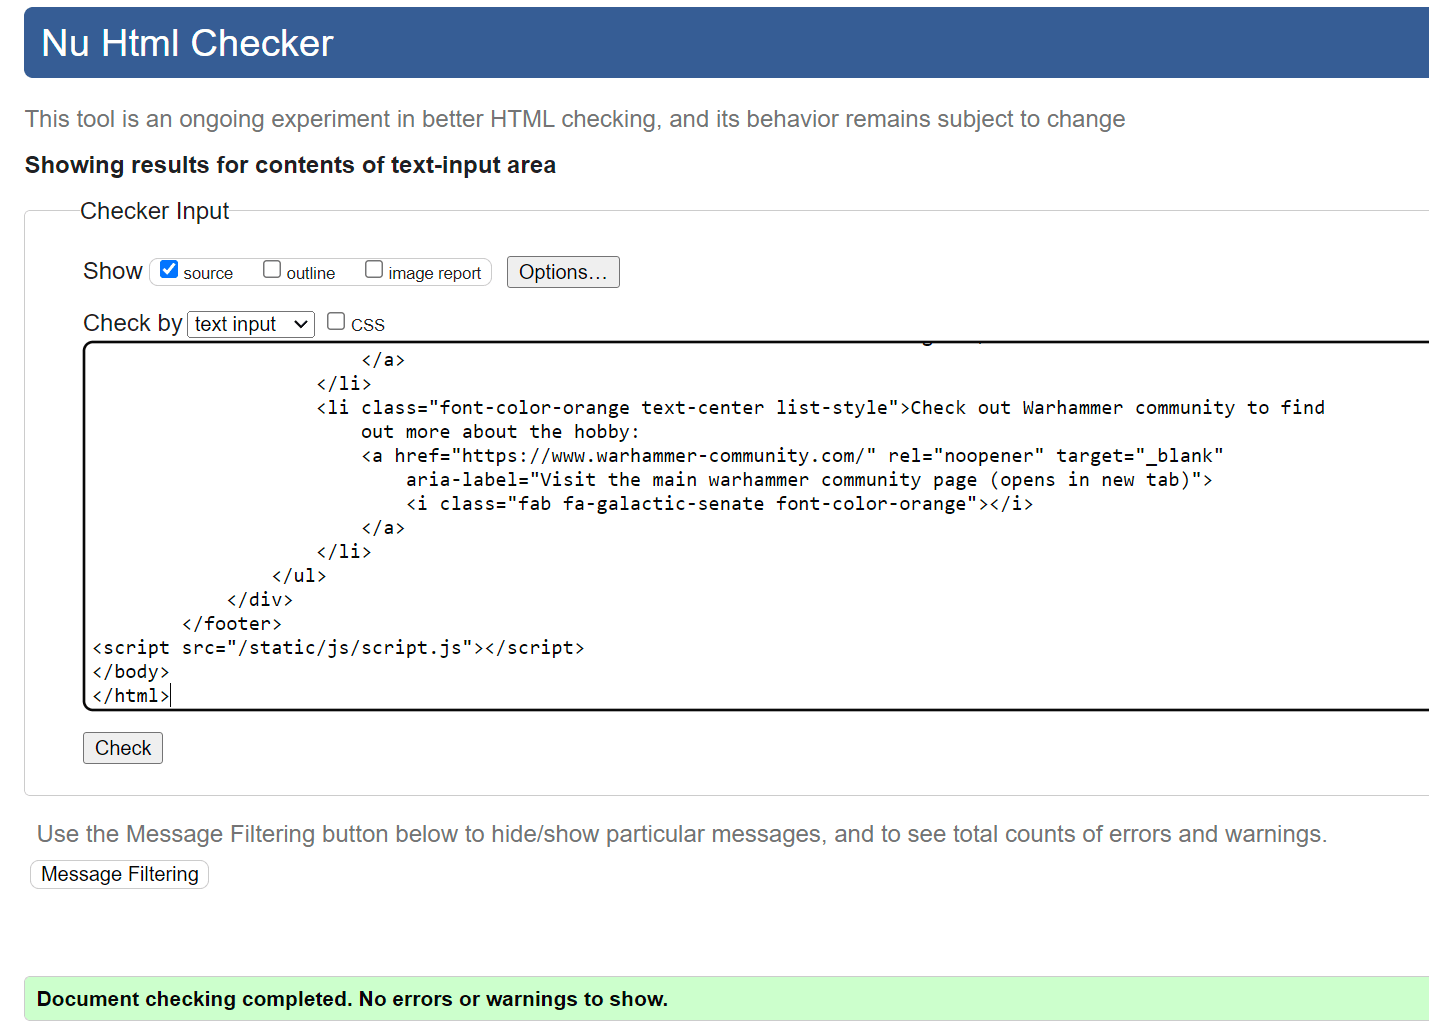 Nu Html Checker
This tool is an ongoing experiment in better HTML checking, and its behavior remains subject to change
Showing results for contents of text-input area
Checker Input
Show source outline image report Options...
Check by text input CSS
</a>
</li>
<li class="font-color-orange text-center list-style">Check out Warhammer community to find
out more about the hobby:
<a href="https://www.warhammer-community.com/" rel="noopener" target="_blank"
aria-label="Visit the main warhammer community page (opens in new tab)">
<i class="fab fa-galactic-senate font-color-orange"></i>
</a>
</li>
</ul>
</div>
</footer>
<script src="/static/js/script.js"></script>
</body>
</html>
Check
Use the Message Filtering button below to hide/show particular messages, and to see total counts of errors and warnings.
Message Filtering
Document checking completed. No errors or warnings to show.